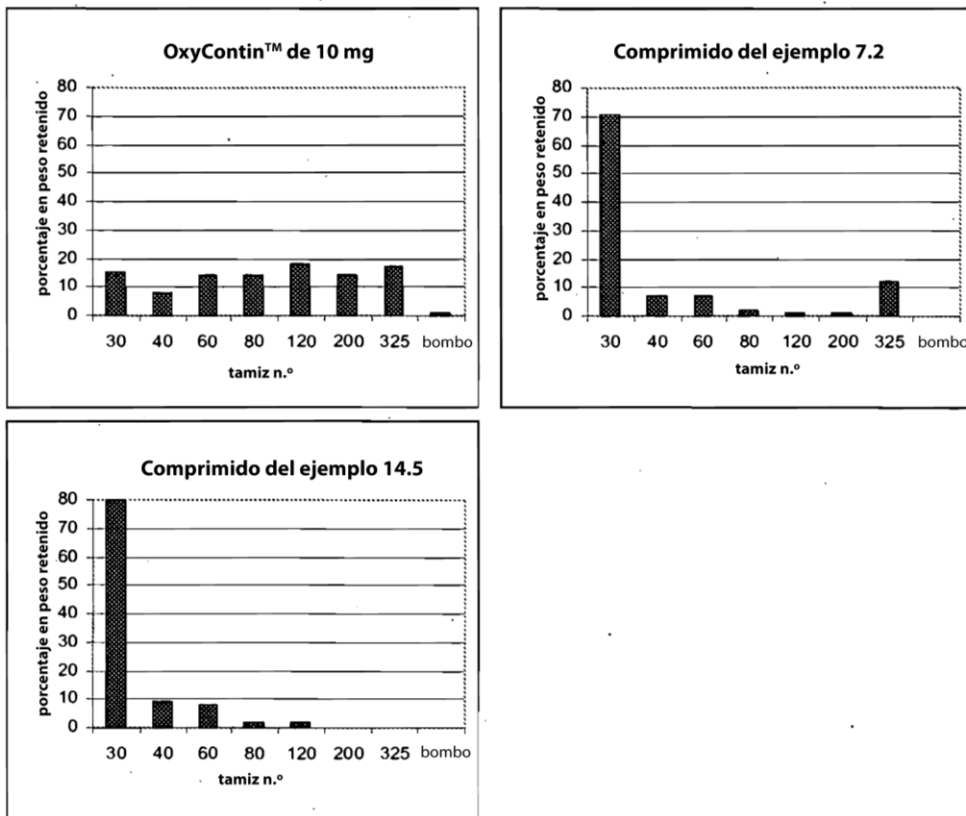 OxyContin™ de 10 mg
porcentaje en peso retenido
80
70
60
50
40
30
20
10
0
30 40 60 80 120 200 325 bombo
tamiz n.º
Comprimido del ejemplo 7.2
porcentaje en peso retenido
80
70
60
50
40
30
20
10
0
30 40 60 80 120 200 325 bombo
tamiz n.º
Comprimido del ejemplo 14.5
porcentaje en peso retenido
80
70
60
50
40
30
20
10
0
30 40 60 80 120 200 325 bombo
tamiz n.º